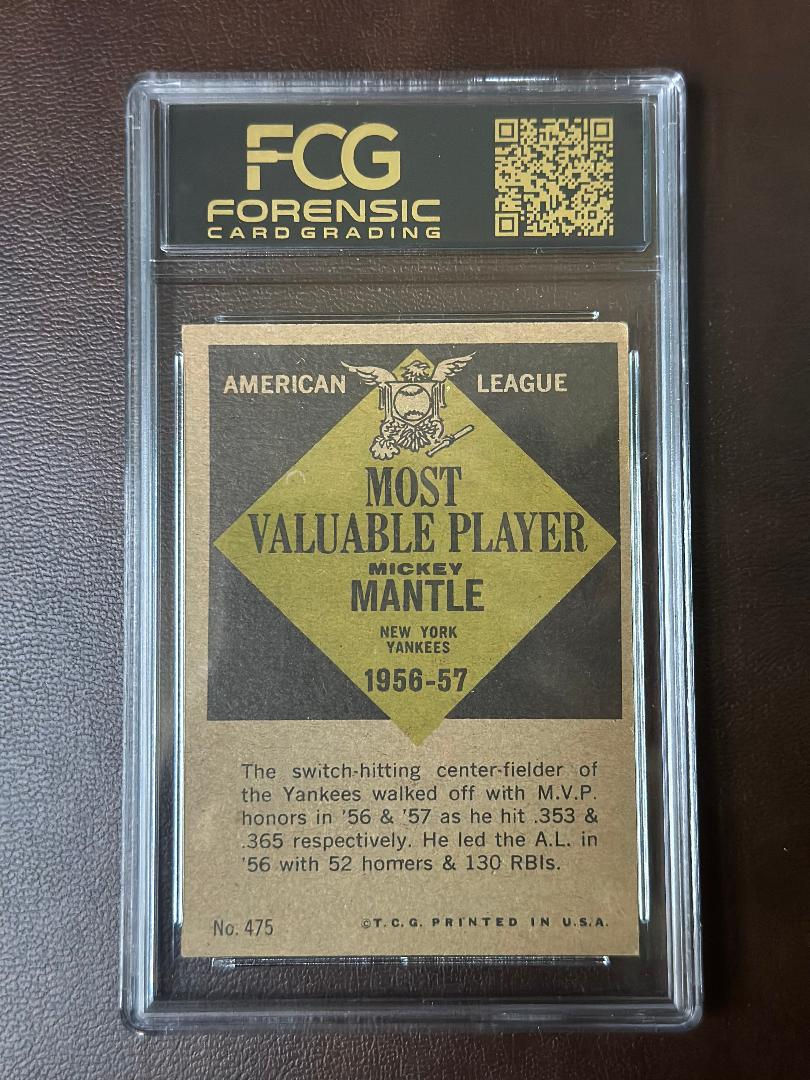 FCG
FORENSIC
CARD GRADING
AMERICAN LEAGUE
MOST
VALUABLE PLAYER
MICKEY
MANTLE
NEW YORK
YANKEES
1956-57
The switch-hitting center-fielder of
the Yankees walked off with M.V.P.
honors in '56 & '57 as he hit .353 &
.365 respectively. He led the A.L. in
'56 with 52 homers & 130 RBIs.
No. 475 ©T.C.G. PRINTED IN U.S.A.